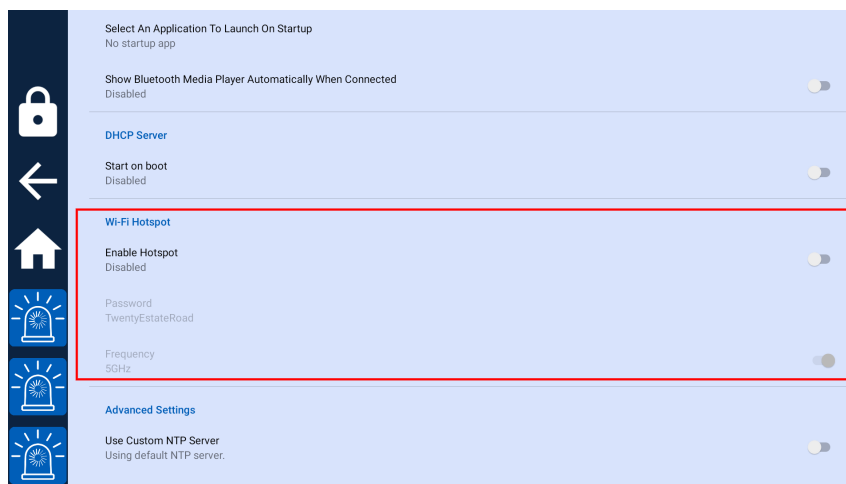 Select An Application To Launch On Startup
No startup app
Show Bluetooth Media Player Automatically When Connected
Disabled
DHCP Server
Start on boot
Disabled
Wi-Fi Hotspot
Enable Hotspot
Disabled
Password
TwentyEstateRoad
Frequency
5GHz
Advanced Settings
Use Custom NTP Server
Using default NTP server.